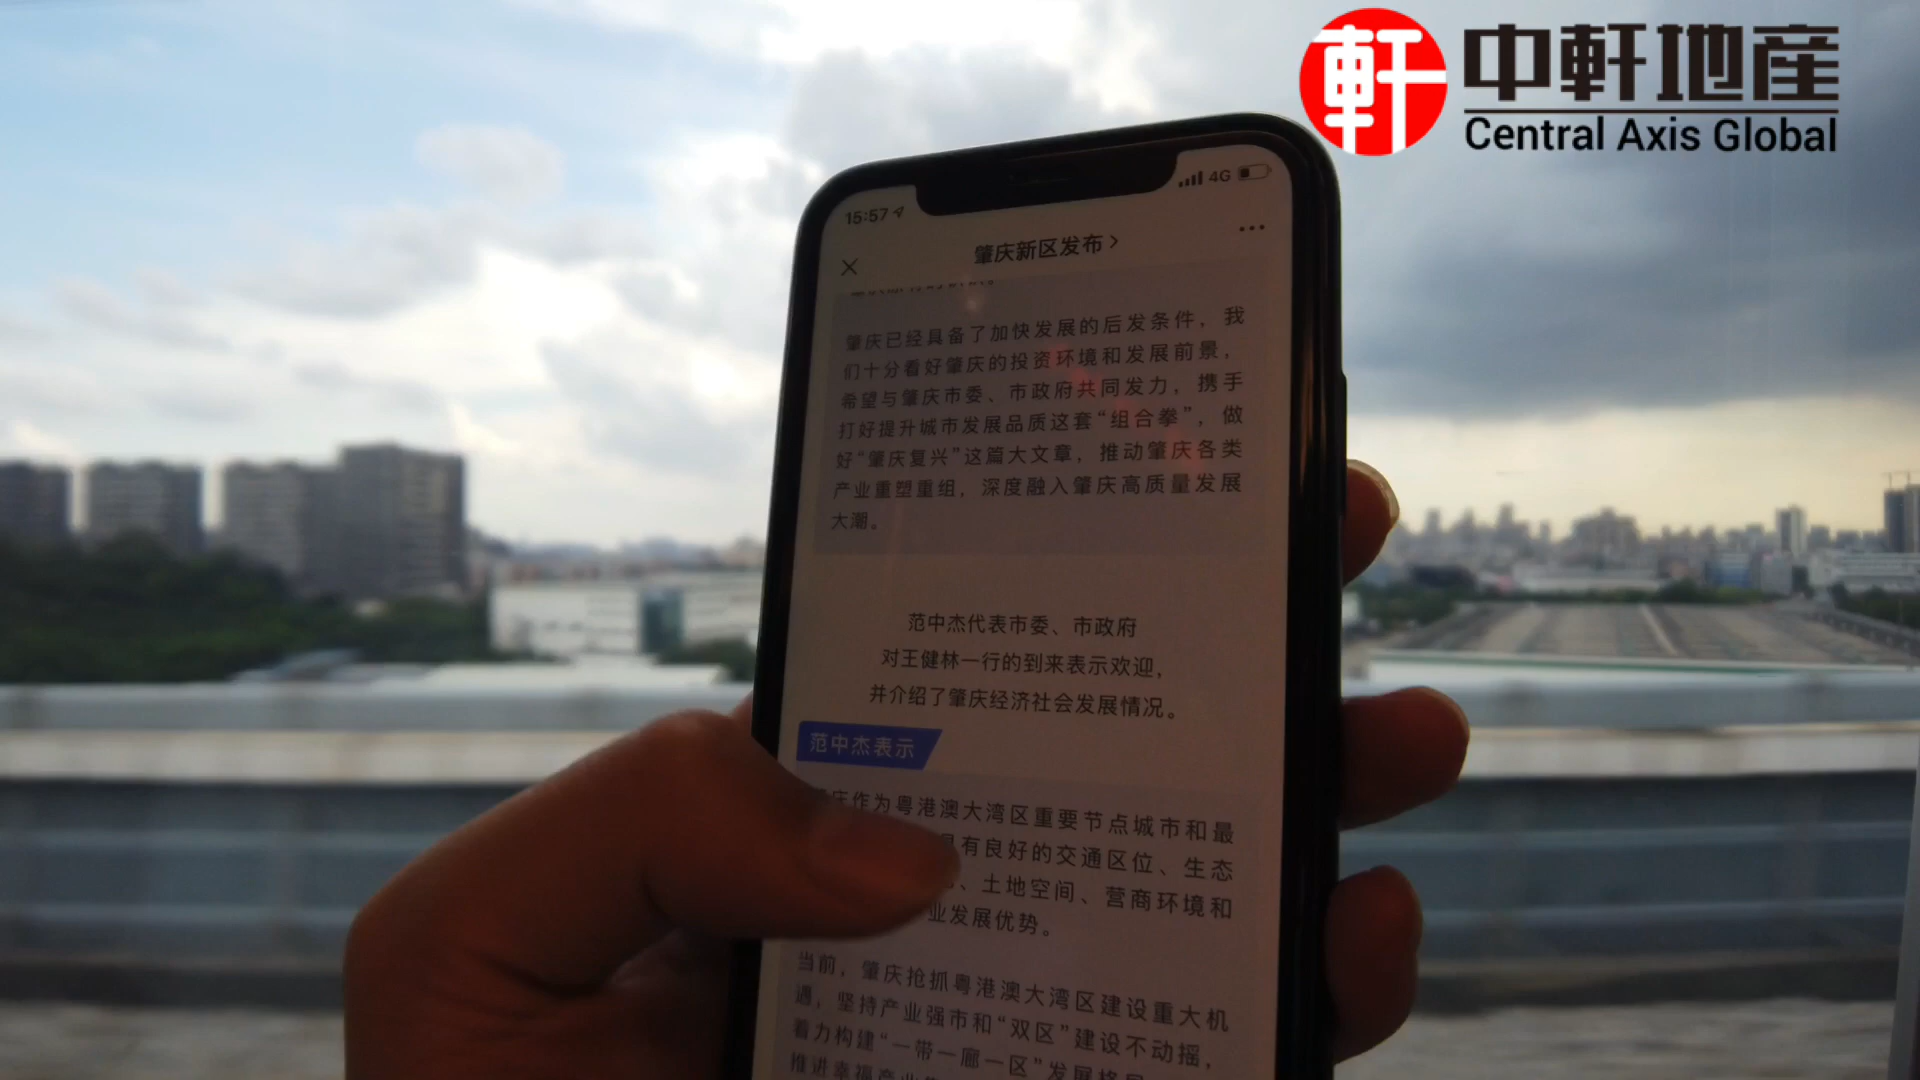 軒 中軒地産
Central Axis Global
15:57
4G
肇庆新区发布
肇庆已经具备了加快发展的后发条件，我
们十分看好肇庆的投资环境和发展前景，
希望与肇庆市委、市政府共同发力，携手
打好提升城市发展品质这套“组合拳”，做
好“肇庆复兴”这篇大文章，推动肇庆各类
产业重塑重组，深度融入肇庆高质量发展
大潮。
范中杰代表市委、市政府
对王健林一行的到来表示欢迎，
并介绍了肇庆经济社会发展情况。
范中杰表示
庆作为粤港澳大湾区重要节点城市和最
具有良好的交通区位、生态
、土地空间、营商环境和
业发展优势。
当前，肇庆抢抓粤港澳大湾区建设重大机
遇，坚持产业强市和“双区”建设不动摇，
着力构建“一带一廊一区”发展格局
推进幸福产业